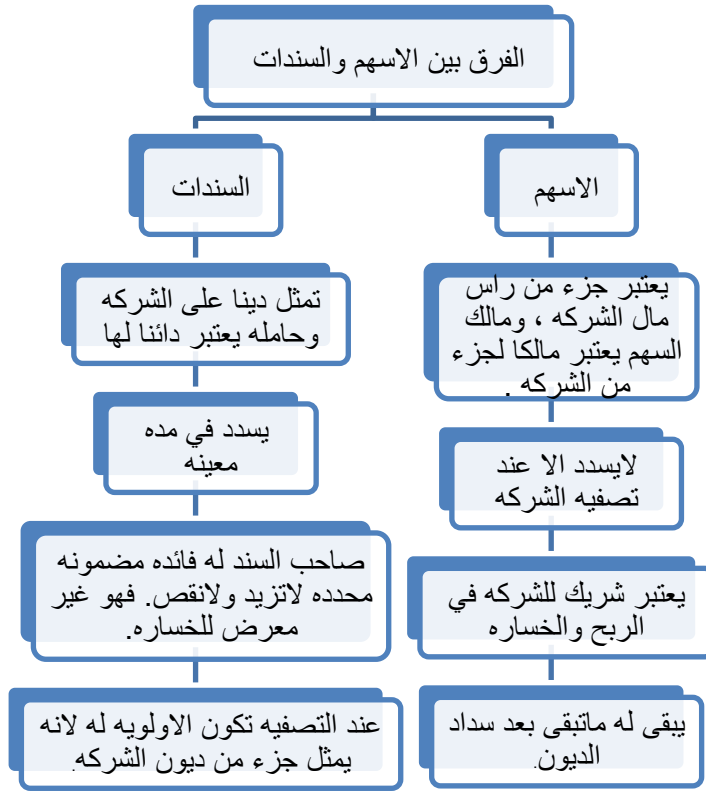 الفرق بين الاسهم والسندات
الاسهم
يعتبر جزء من راس
مال الشركه ، ومالك
السهم يعتبر مالكا لجزء
من الشركه .
لايسدد الا عند
تصفيه الشركه
يعتبر شريك للشركه في
الربح والخساره
يبقى له ماتبقى بعد سداد
الديون.
السندات
تمثل دينا على الشركه
وحامله يعتبر دائنا لها
يسدد في مده
معينه
صاحب السند له فائده مضمونه
محدده لاتزيد ولانقص. فهو غير
معرض للخساره.
عند التصفيه تكون الاولويه له لانه
يمثل جزء من ديون الشركه.